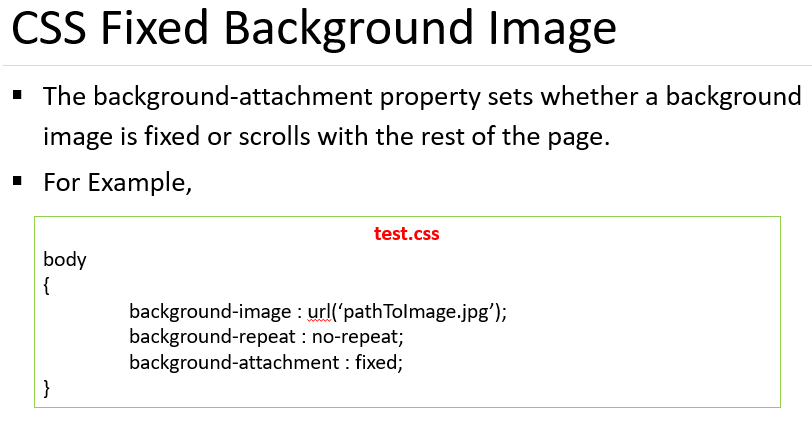 CSS Fixed Background Image
▪ The background-attachment property sets whether a background
image is fixed or scrolls with the rest of the page.
▪ For Example,
test.css
body
{
background-image : url(‘pathToImage.jpg’);
background-repeat : no-repeat;
background-attachment : fixed;
}